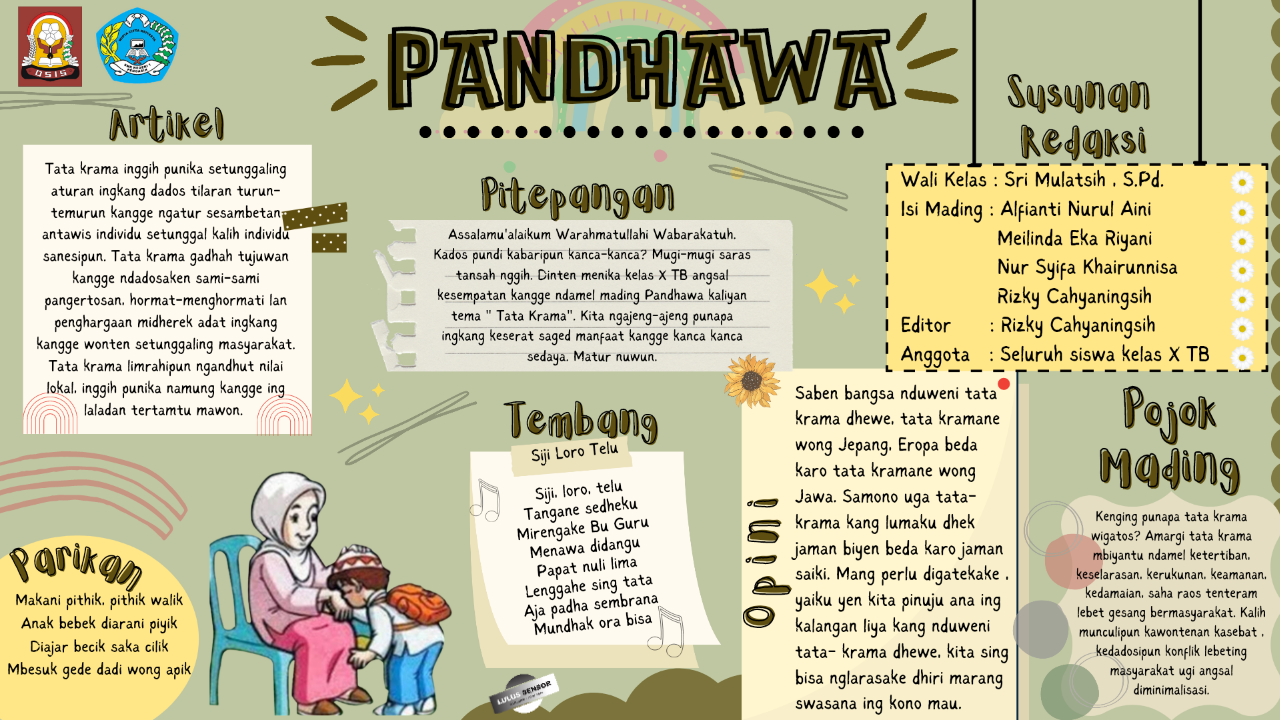 OSIS
PANDHAWA
Artikel
Tata krama inggih punika setunggaling
aturan ingkang dados tilaran turun-
temurun kangge ngatur sesambetan
antawis individu setunggal kalih individu
sanesipun. Tata krama gadhah tujuwan
kangge ndadosaken sami-sami
pangertosan, hormat-menghormati lan
penghargaan midherek adat ingkang
kangge wonten setunggaling masyarakat.
Tata krama limrahipun ngandhut nilai
lokal, inggih punika namung kangge ing
laladan tertamtu mawon.
Pitepangan
Assalamu'alaikum Warahmatullahi Wabarakatuh.
Kados pundi kabaripun kanca-kanca? Mugi-mugi saras
tansah nggih. Dinten menika kelas X TB angsal
kesempatan kangge ndamel mading Pandhawa kaliyan
tema " Tata Krama". Kita ngajeng-ajeng punapa
ingkang keserat saged manfaat kangge kanca kanca
sedaya. Matur nuwun.
Susunan
Redaksi
Wali Kelas : Sri Mulatsih , S.Pd.
Isi Mading : Alfianti Nurul Aini
Meilinda Eka Riyani
Nur Syifa Khairunnisa
Rizky Cahyaningsih
Editor : Rizky Cahyaningsih
Anggota : Seluruh siswa kelas X TB
Parikan
Makani pithik, pithik walik
Anak bebek diarani piyik
Diajar becik saka cilik
Mbesuk gede dadi wong apik
Tembang
Siji Loro Telu
Siji, loro, telu
Tangane sedheku
Mirengake Bu Guru
Menawa didangu
Papat nuli lima
Lenggahe sing tata
Aja padha sembrana
Mundhak ora bisa
LULUS SENSOR
Opini
Saben bangsa nduweni tata
krama dhewe, tata kramane
wong Jepang, Eropa beda
karo tata kramane wong
Jawa. Samono uga tata-
krama kang lumaku dhek
jaman biyen beda karo jaman
saiki. Mang perlu digatekake ,
yaiku yen kita pinuju ana ing
kalangan liya kang nduweni
tata- krama dhewe, kita sing
bisa nglarasake dhiri marang
swasana ing kono mau.
Pojok
Mading
Kenging punapa tata krama
wigatos? Amargi tata krama
mbiyantu ndamel ketertiban,
keselarasan, kerukunan, keamanan,
kedamaian, saha raos tenteram
lebet gesang bermasyarakat. Kalih
munculipun kawontenan kasebat ,
kedadosipun konflik lebeting
masyarakat ugi angsal
diminimalisasi.